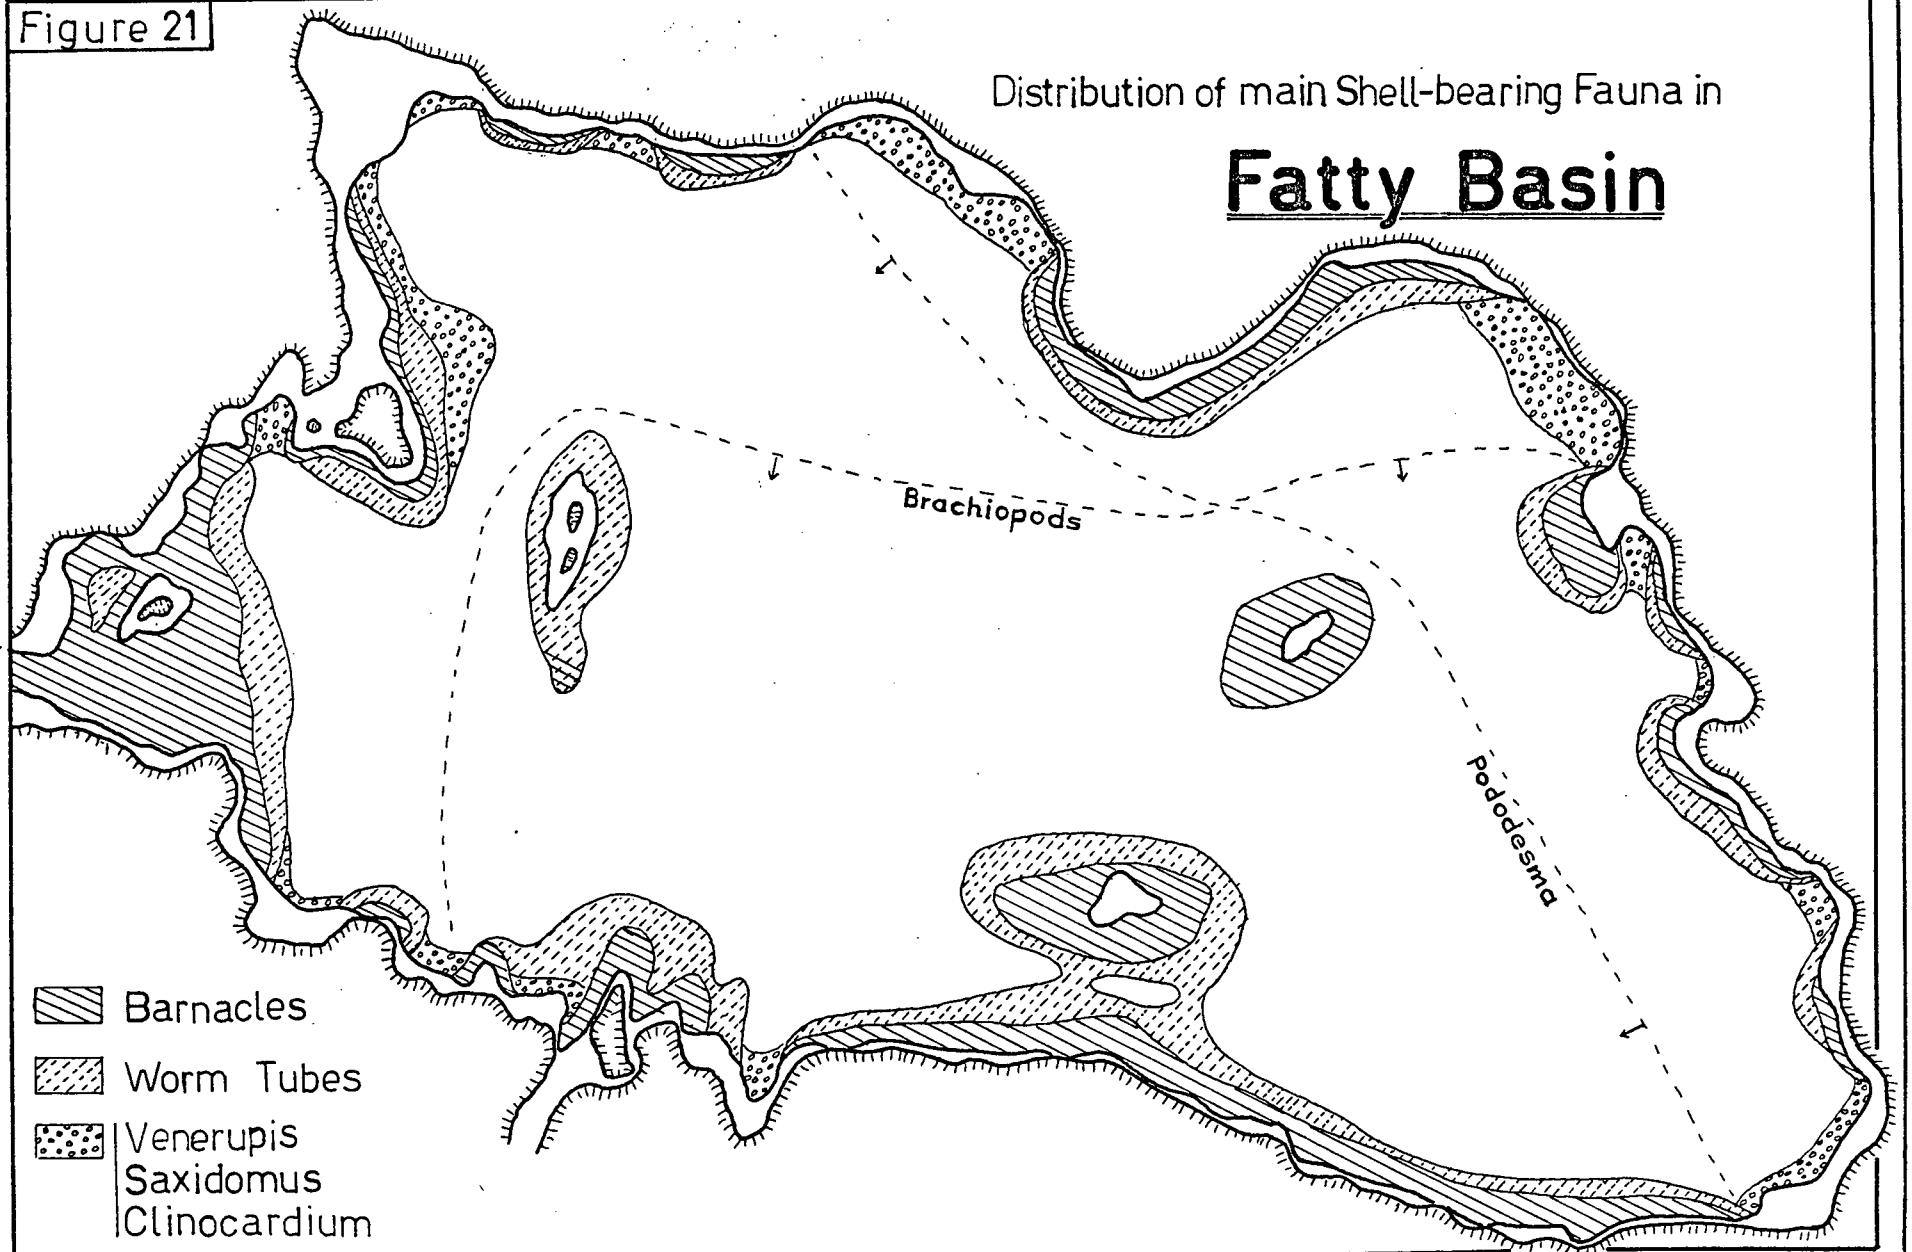 Figure 21
Distribution of main Shell-bearing Fauna in
Fatty Basin
Brachiopods
Pododesma
Barnacles
Worm Tubes
Venerupis
Saxidomus
Clinocardium